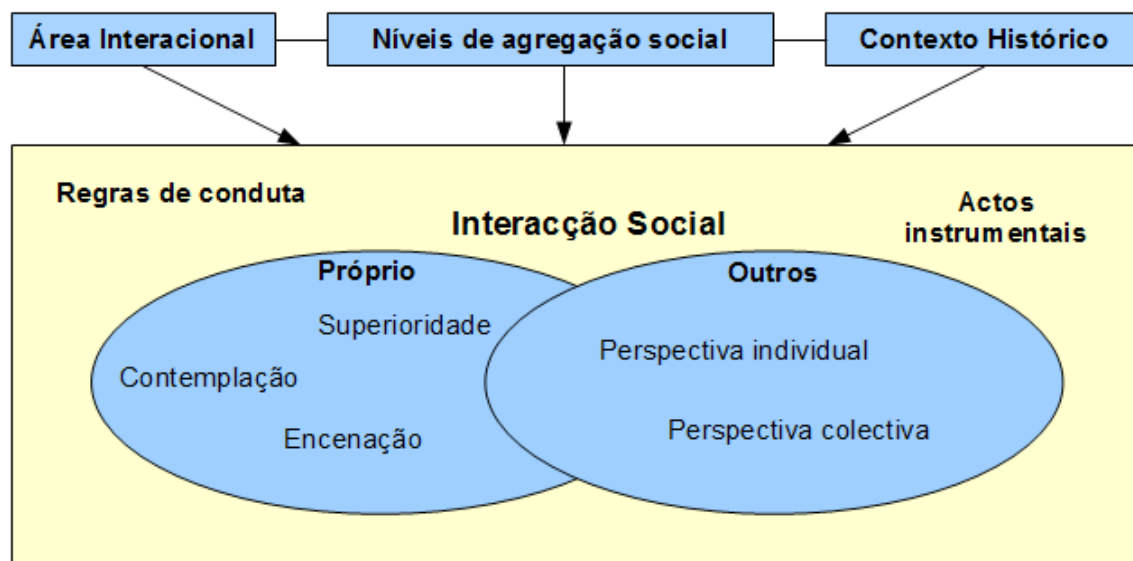 Área Interacional
Níveis de agregação social
Contexto Histórico
Regras de conduta
Interacção Social
Actos
instrumentais
Próprio
Outros
Superioridade
Perspectiva individual
Contemplação
Encenação
Perspectiva colectiva